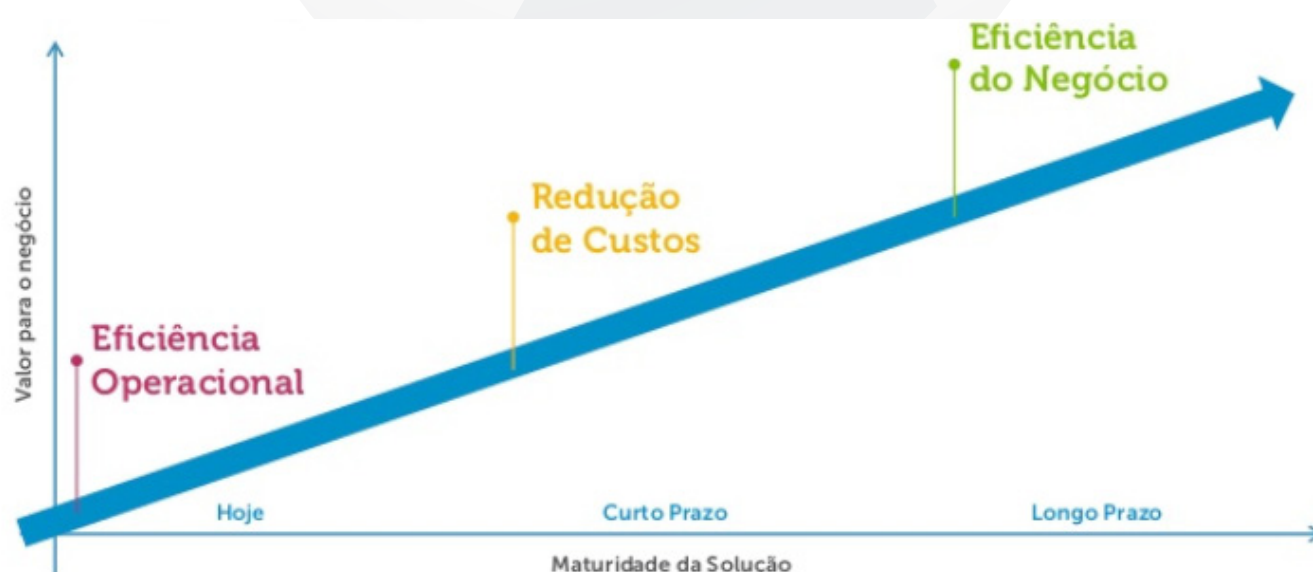 Eficiência
do Negócio
Redução
de Custos
Eficiência
Operacional
Valor para o negócio
Hoje
Curto Prazo
Longo Prazo
Maturidade da Solução